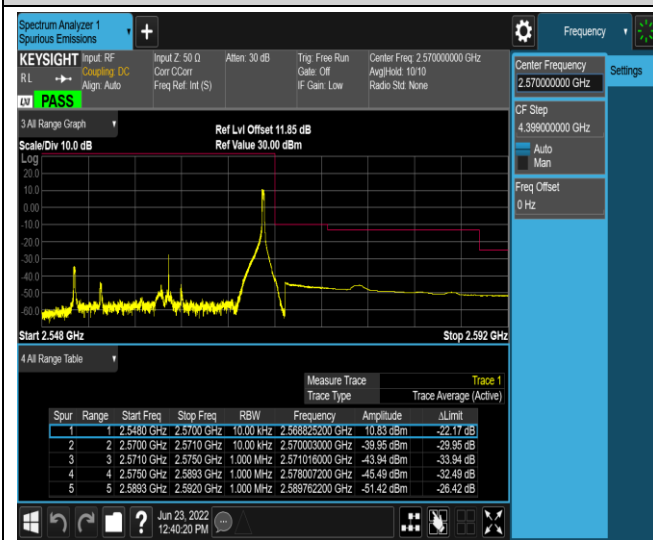 Spectrum Analyzer 1
Spurious Emissions
Frequency
KEYSIGHT Input: RF Input Z: 50 Ω Atten: 30 dB Trig: Free Run Center Freq: 2.570000000 GHz
RL Coupling: DC Corr CCorr Gate: Off Avg|Hold: 10/10
Align: Auto Freq Ref: Int (S) IF Gain: Low Radio Std: None
LXI PASS
Center Frequency
2.570000000 GHz
Settings
CF Step
4.399000000 GHz
Auto
Man
Freq Offset
0 Hz
3 All Range Graph
Ref Lvl Offset 11.85 dB
Scale/Div 10.0 dB Ref Value 30.00 dBm
Log
20.0
10.0
0.00
-10.0
-20.0
-30.0
-40.0
-50.0
-60.0
Start 2.548 GHz Stop 2.592 GHz
4 All Range Table
Measure Trace Trace 1
Trace Type Trace Average (Active)
Spur Range Start Freq Stop Freq RBW Frequency Amplitude ΔLimit
1 1 2.5480 GHz 2.5700 GHz 10.00 kHz 2.568825200 GHz 10.83 dBm -22.17 dB
2 2 2.5700 GHz 2.5710 GHz 10.00 kHz 2.570003000 GHz -39.95 dBm -29.95 dB
3 3 2.5710 GHz 2.5750 GHz 1.000 MHz 2.571016000 GHz -43.94 dBm -33.94 dB
4 4 2.5750 GHz 2.5893 GHz 1.000 MHz 2.578007200 GHz -45.49 dBm -32.49 dB
5 5 2.5893 GHz 2.5920 GHz 1.000 MHz 2.589762200 GHz -51.42 dBm -26.42 dB
Jun 23, 2022
12:40:20 PM